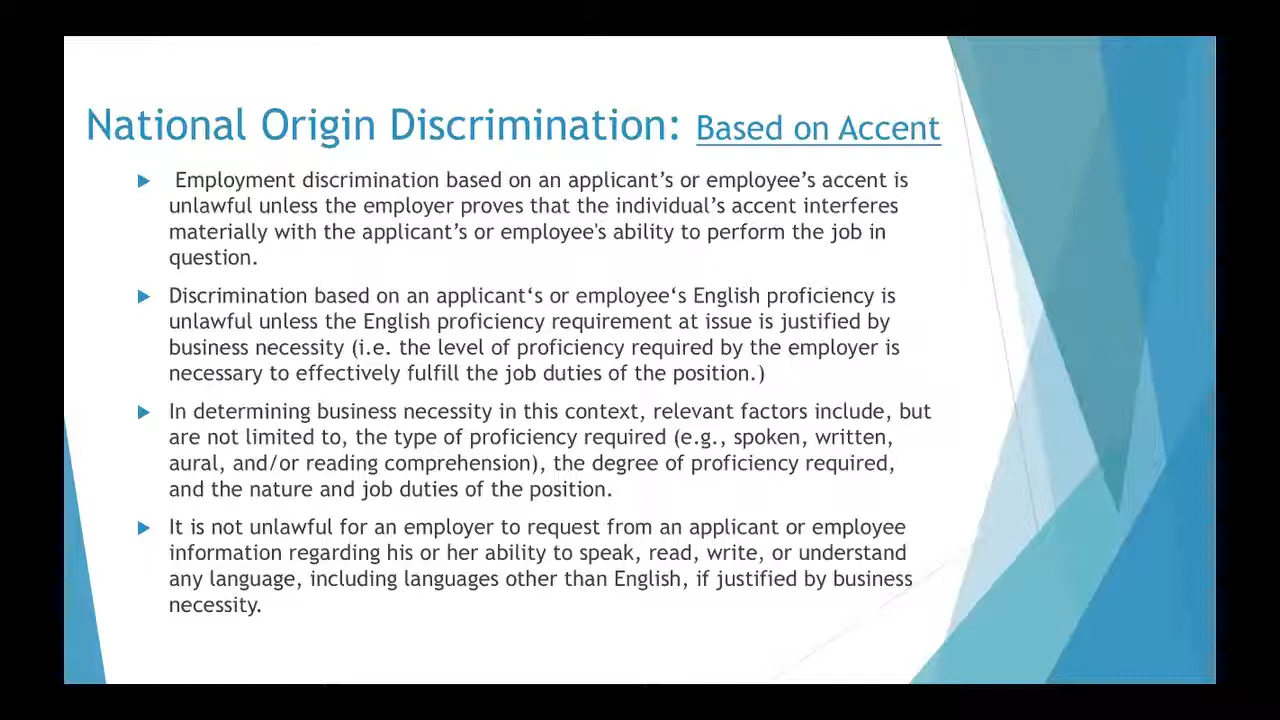 National Origin Discrimination: Based on Accent
Employment discrimination based on an applicant’s or employee’s accent is
unlawful unless the employer proves that the individual’s accent interferes
materially with the applicant’s or employee's ability to perform the job in
question.
Discrimination based on an applicant‘s or employee‘s English proficiency is
unlawful unless the English proficiency requirement at issue is justified by
business necessity (i.e. the level of proficiency required by the employer is
necessary to effectively fulfill the job duties of the position.)
In determining business necessity in this context, relevant factors include, but
are not limited to, the type of proficiency required (e.g., spoken, written,
aural, and/or reading comprehension), the degree of proficiency required,
and the nature and job duties of the position.
It is not unlawful for an employer to request from an applicant or employee
information regarding his or her ability to speak, read, write, or understand
any language, including languages other than English, if justified by business
necessity.